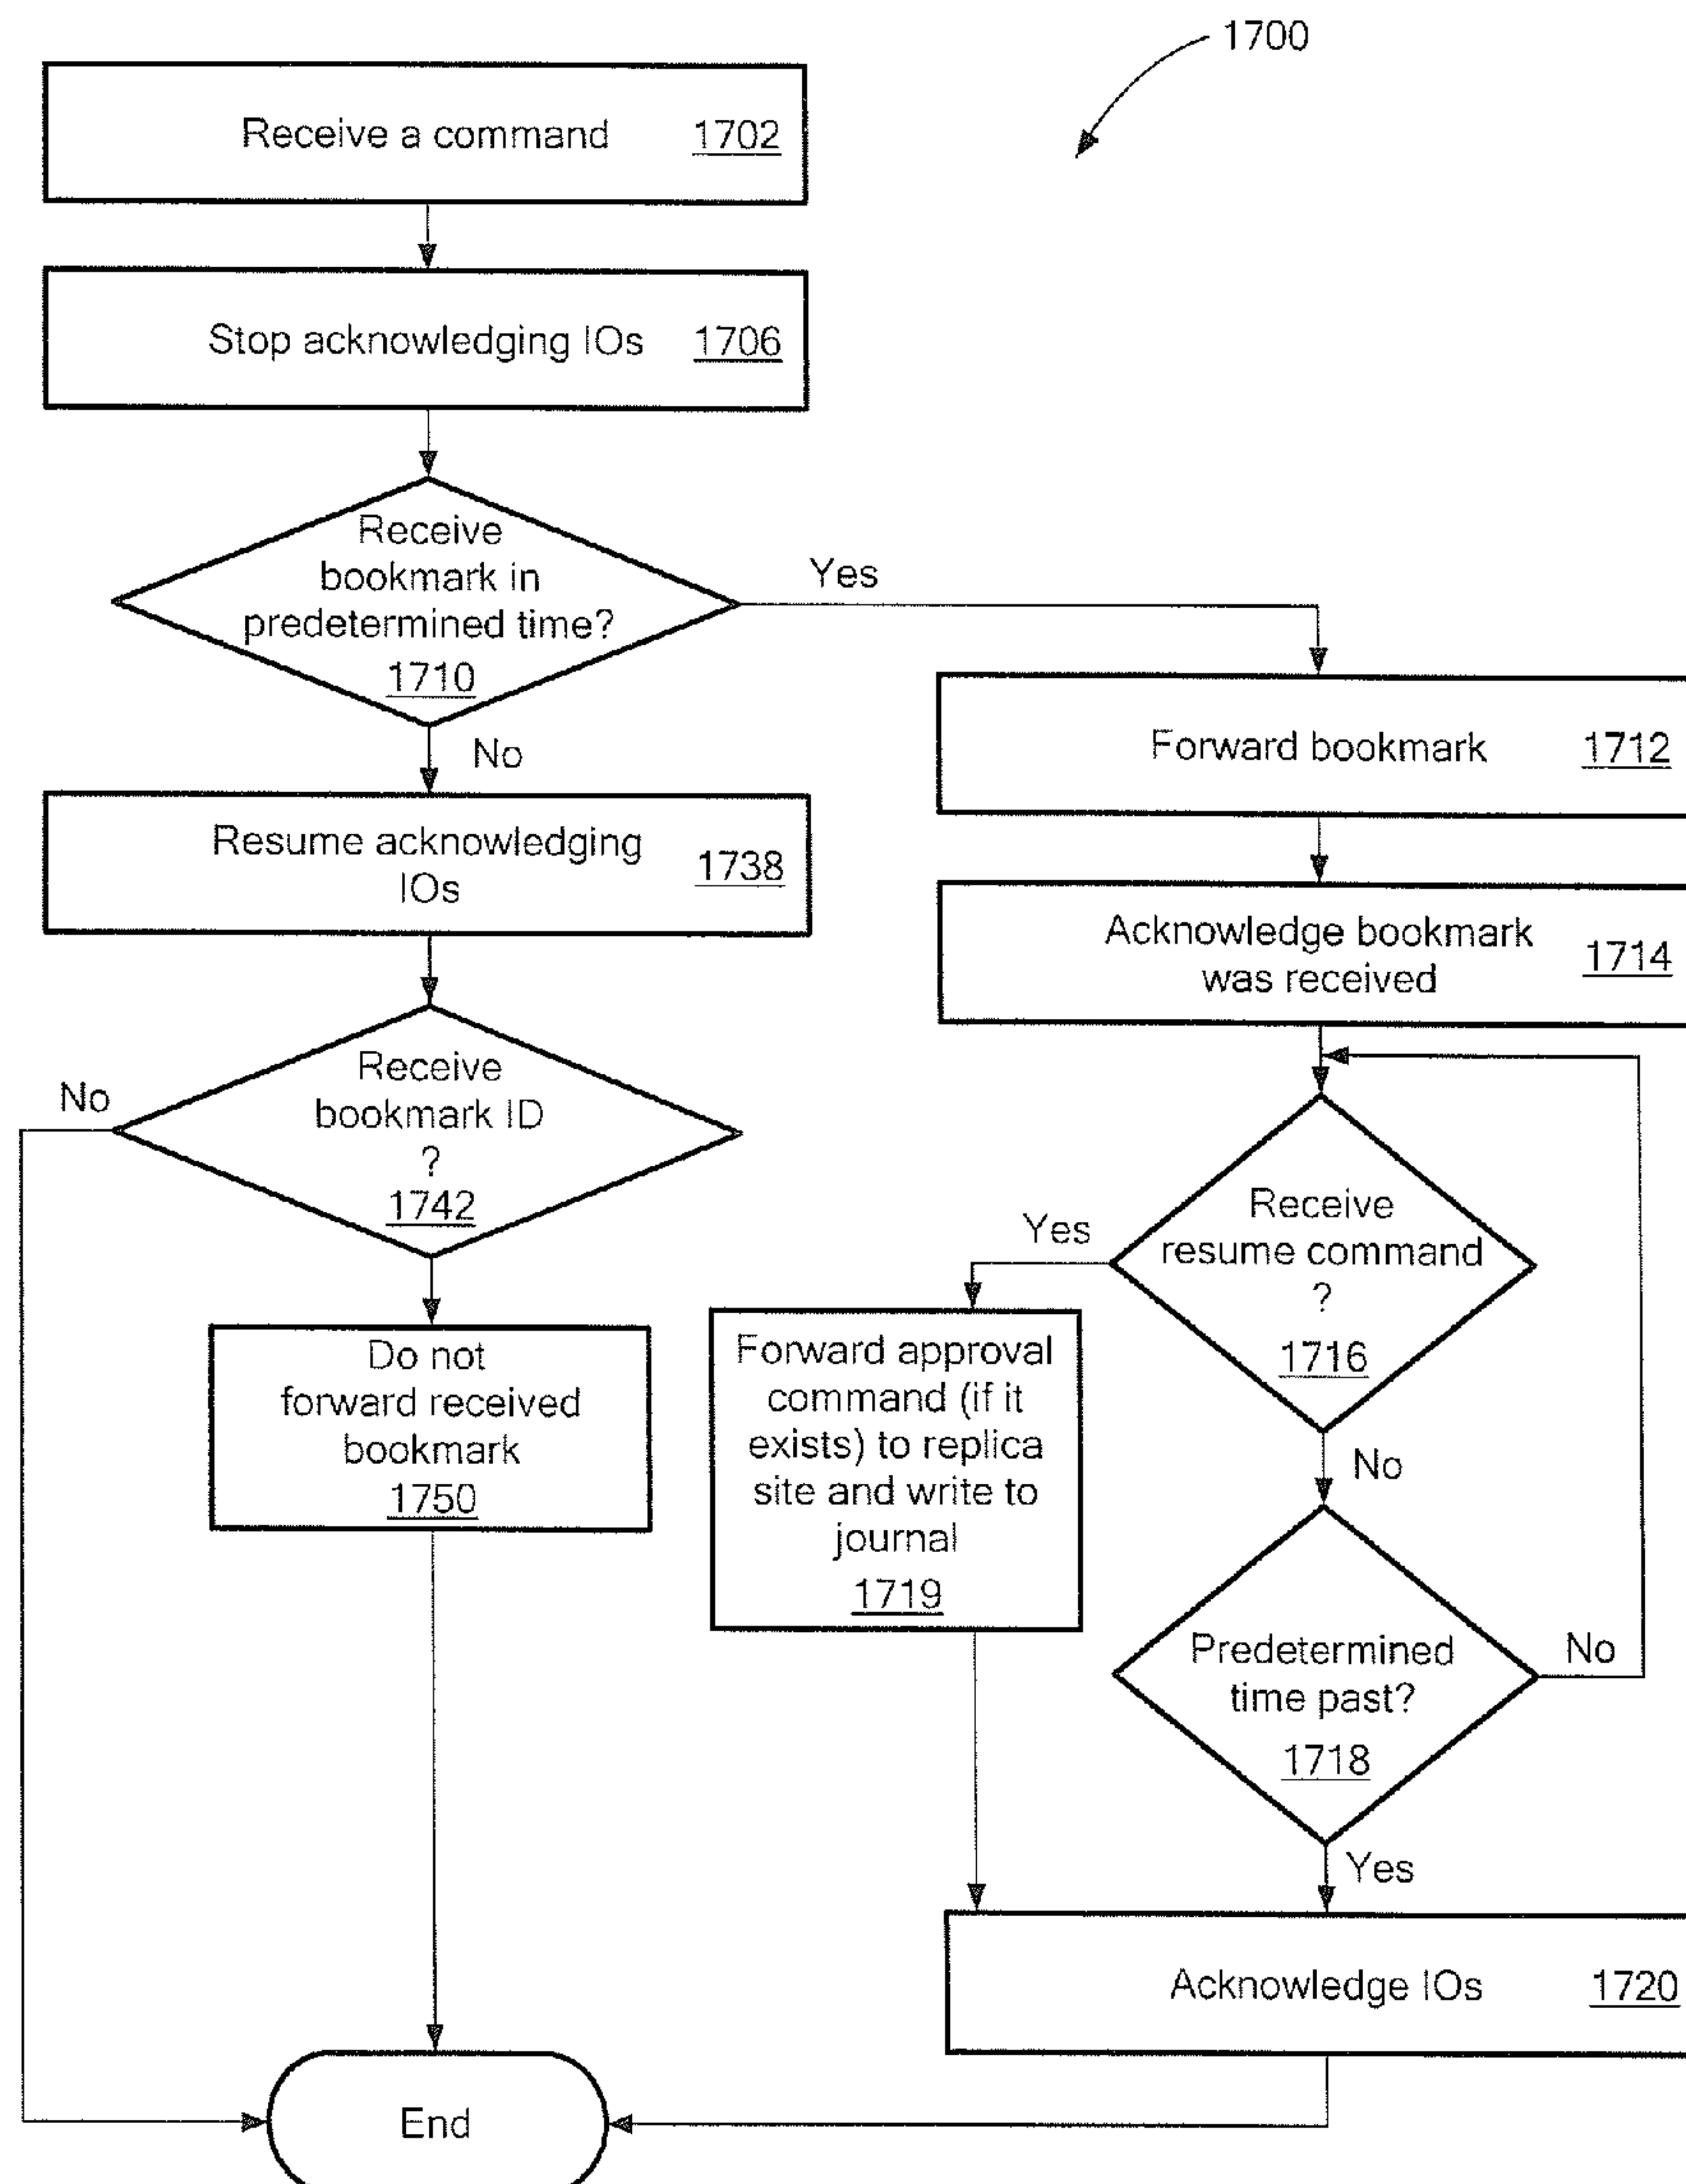 1700
Receive a command 1702
Stop acknowledging IOs 1706
Receive
bookmark in
predetermined time?
1710
Yes
No
Forward bookmark 1712
Resume acknowledging
IOs
1738
Acknowledge bookmark
was received
1714
Receive
bookmark ID
?
1742
No
Receive
resume command
?
1716
Yes
No
Do not
forward received
bookmark
1750
Forward approval
command (if it
exists) to replica
site and write to
journal
1719
Predetermined
time past?
1718
No
Yes
Acknowledge IOs 1720
End